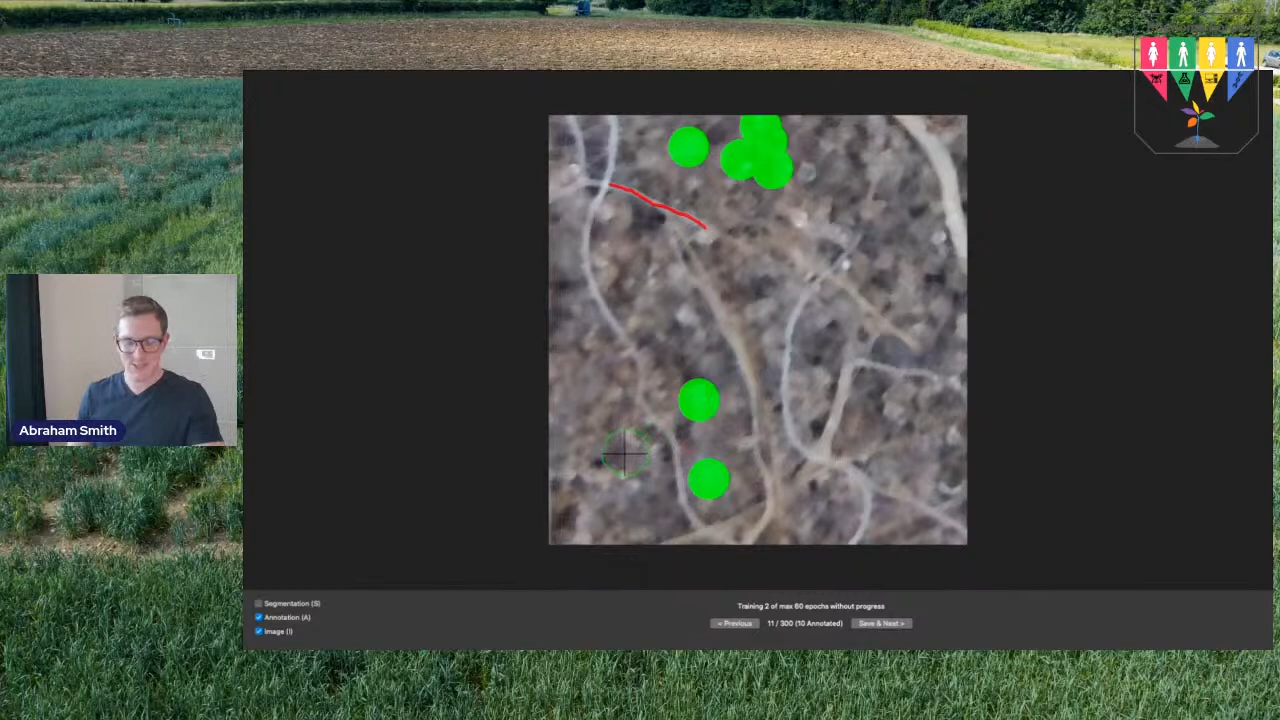 Abraham Smith
Segmentation (S)
Annotation (A)
Image (I)
Training 2 of max 60 epochs without progress
< Previous
11 / 300 (10 Annotated)
Save & Next >